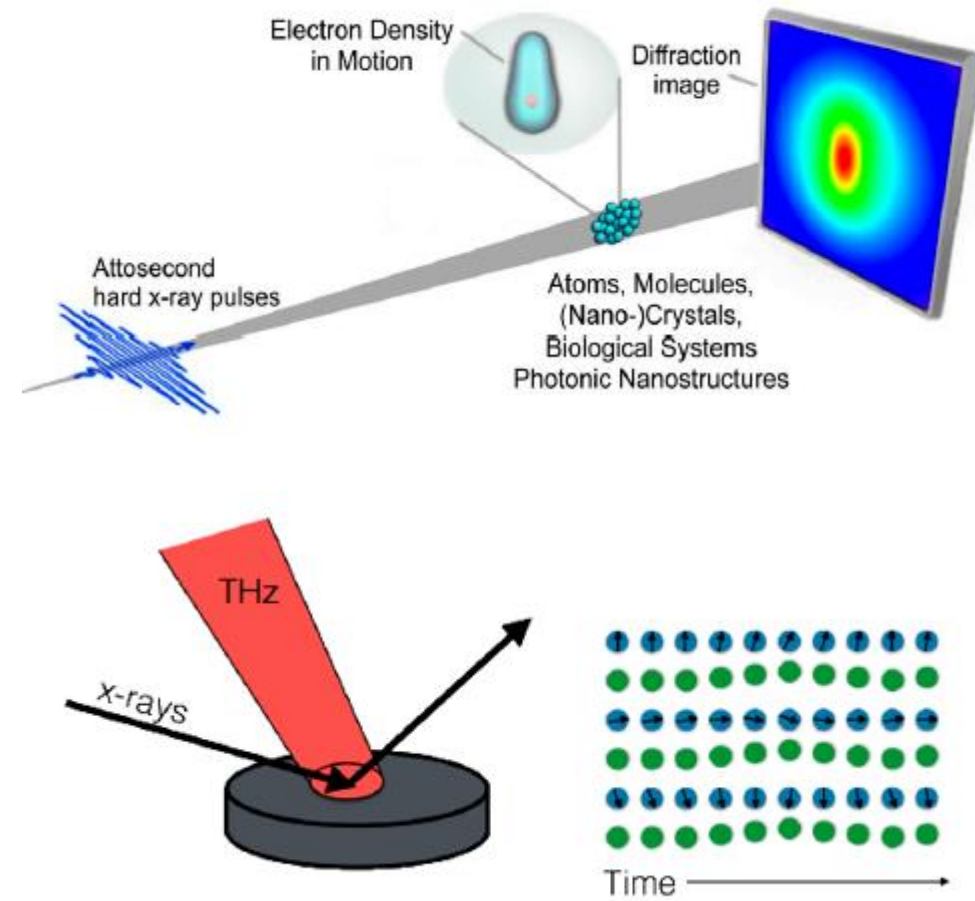 Electron Density
in Motion
Diffraction
image
Attosecond
hard x-ray pulses
Atoms, Molecules,
(Nano-)Crystals,
Biological Systems
Photonic Nanostructures
THz
x-rays
Time